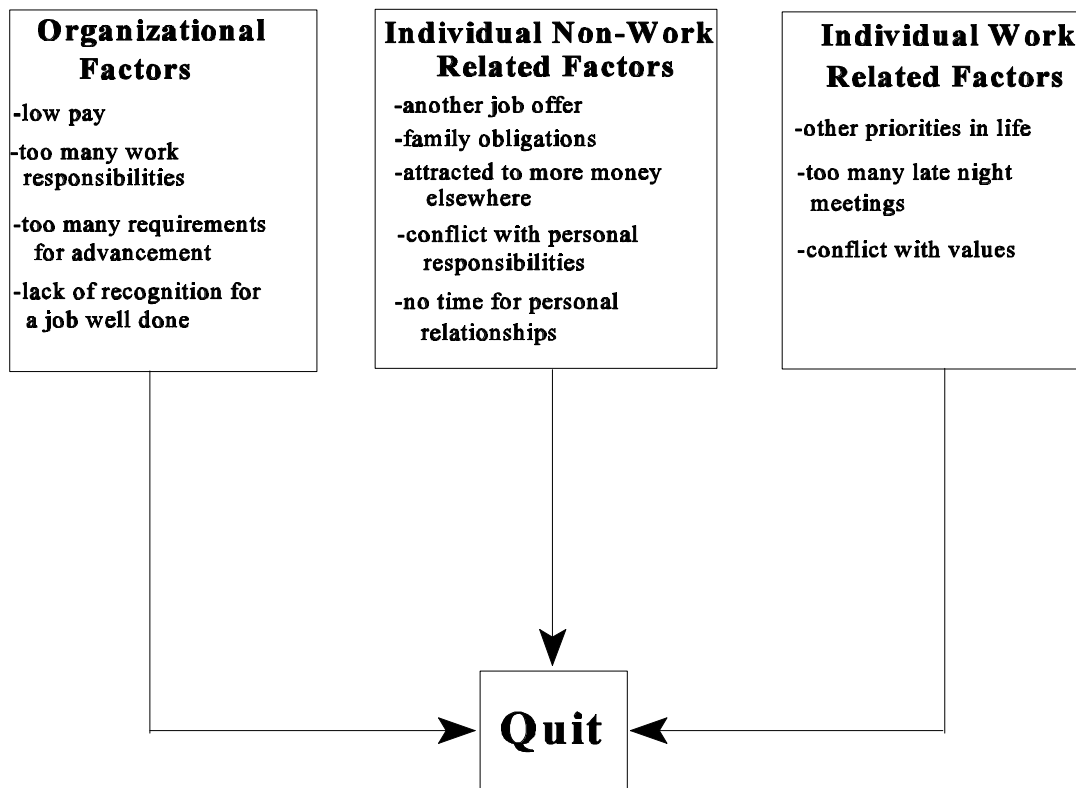 Organizational
Factors
-low pay
-too many work
responsibilities
-too many requirements
for advancement
-lack of recognition for
a job well done
Individual Non-Work
Related Factors
-another job offer
-family obligations
-attracted to more money
elsewhere
-conflict with personal
responsibilities
-no time for personal
relationships
Individual Work
Related Factors
-other priorities in life
-too many late night
meetings
-conflict with values
Quit